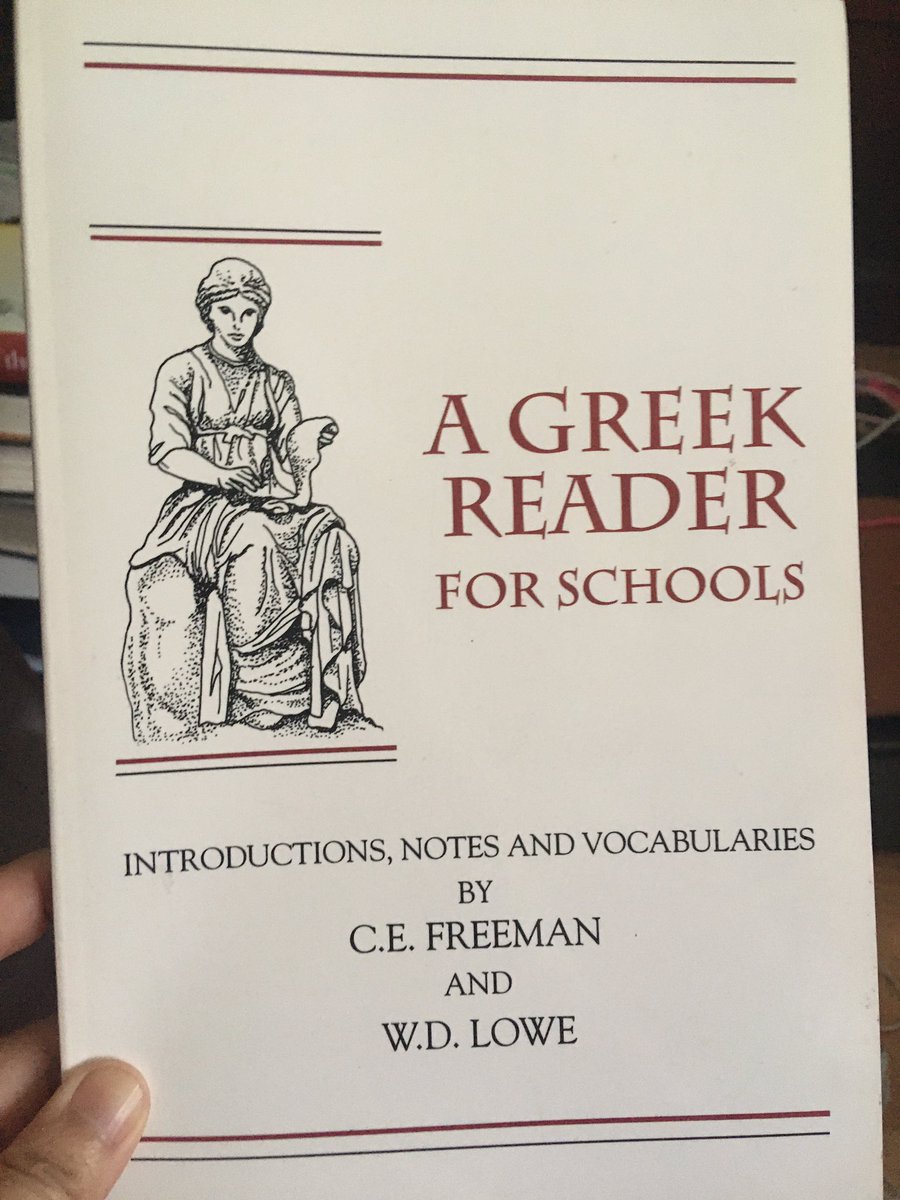 A GREEK
READER
FOR SCHOOLS
INTRODUCTIONS, NOTES AND VOCABULARIES
BY
C.E. FREEMAN
AND
W.D. LOWE